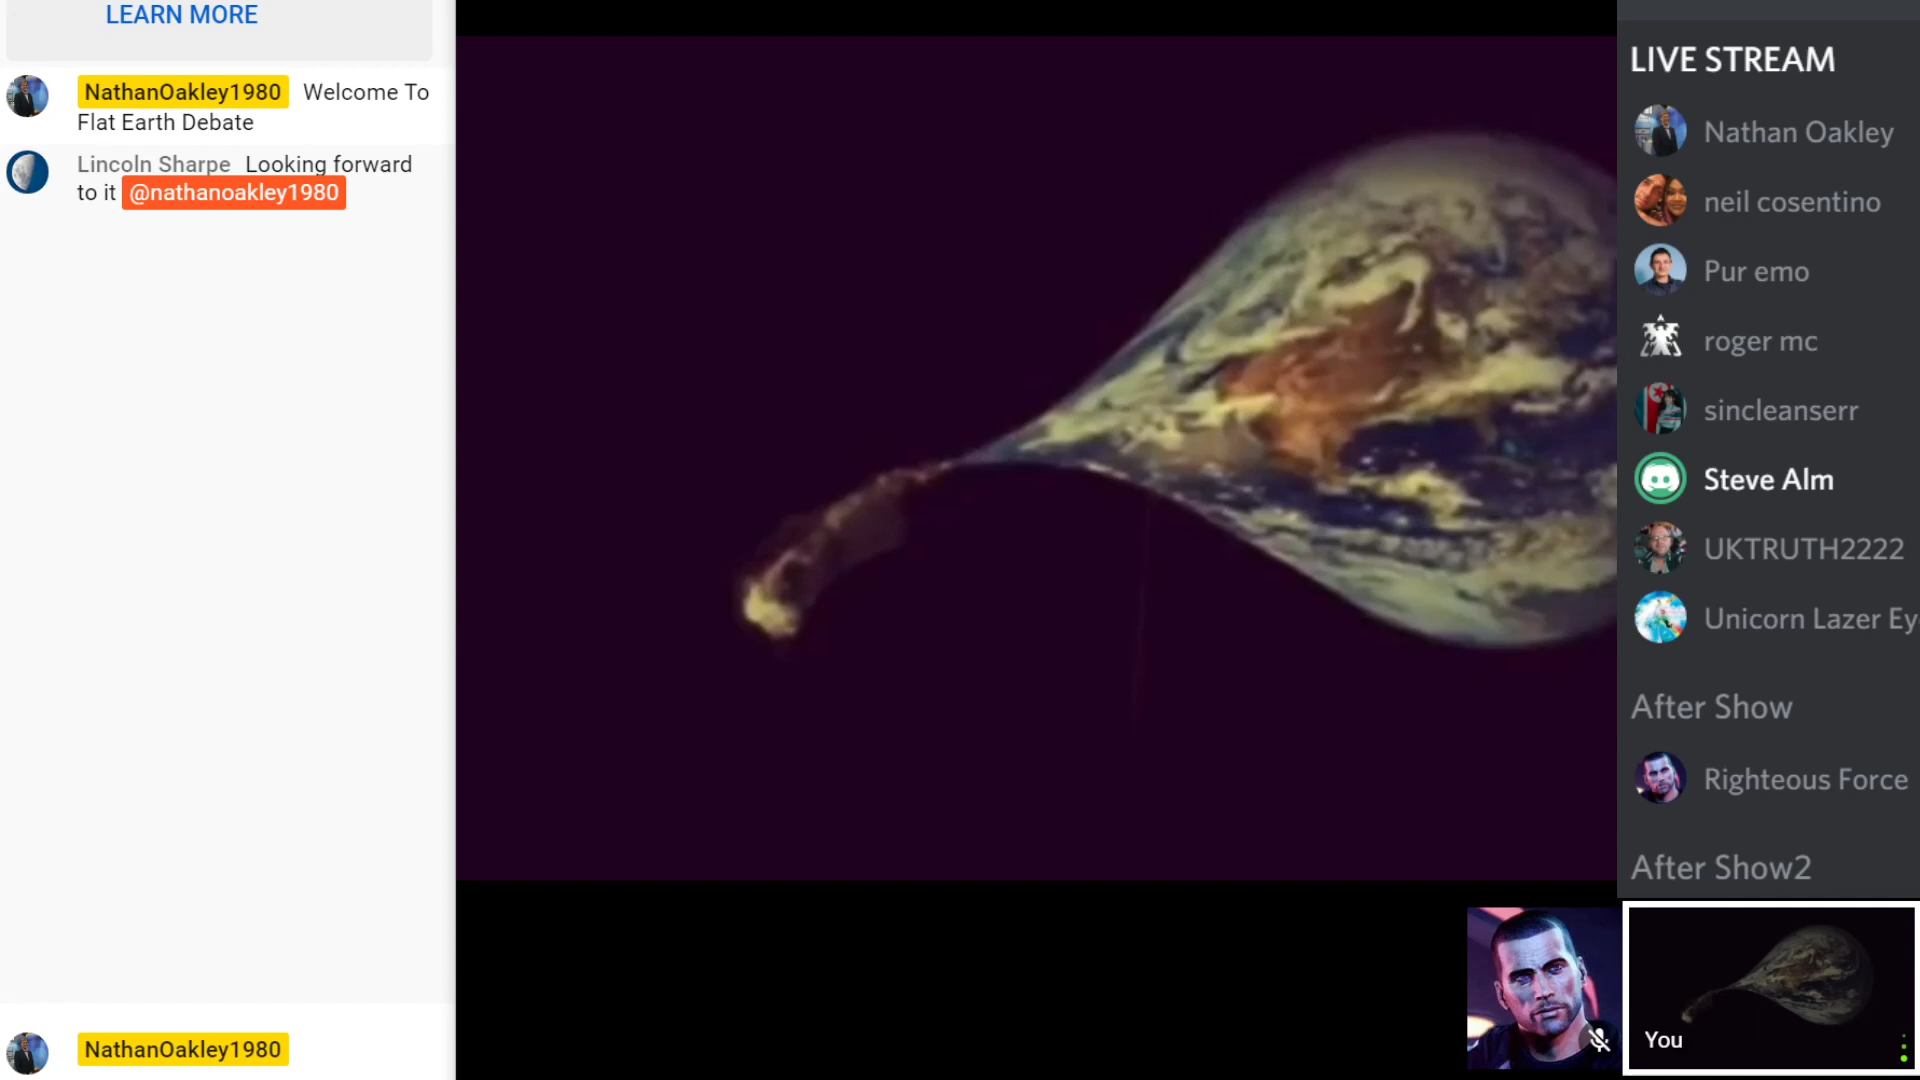 LEARN MORE
NathanOakley1980 Welcome To
Flat Earth Debate
Lincoln Sharpe Looking forward
to it @nathanoakley1980
NathanOakley1980
LIVE STREAM
Nathan Oakley
neil cosentino
Pur emo
roger mc
sincleanserr
Steve Alm
UKTRUTH2222
Unicorn Lazer Ey
After Show
Righteous Force
After Show2
You